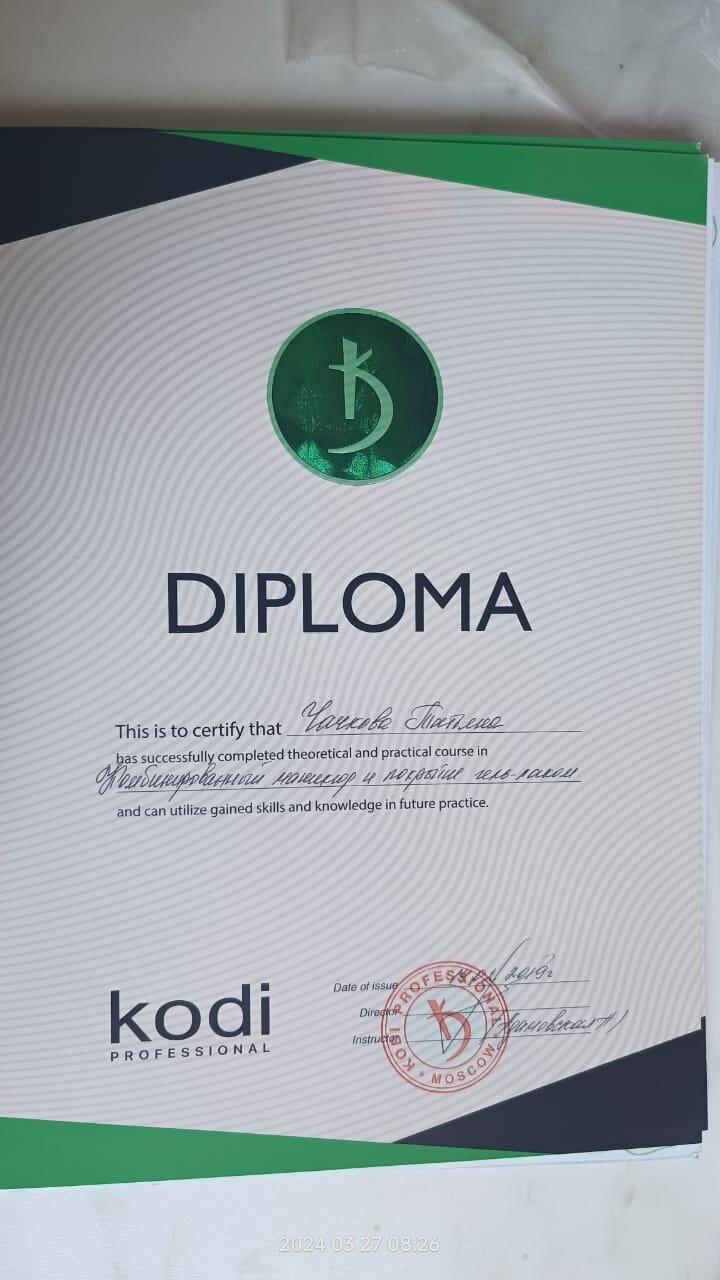 DIPLOMA
This is to certify that Чачкова Татьяна
has successfully completed theoretical and practical course in
Комбинированный маникюр и покрытие гель-лаком
and can utilize gained skills and knowledge in future practice.
kodi
PROFESSIONAL
Date of issue 2019г
Director
Instructor
KODI PROFESSIONAL * MOSCOW *
2024 03 27 08:26